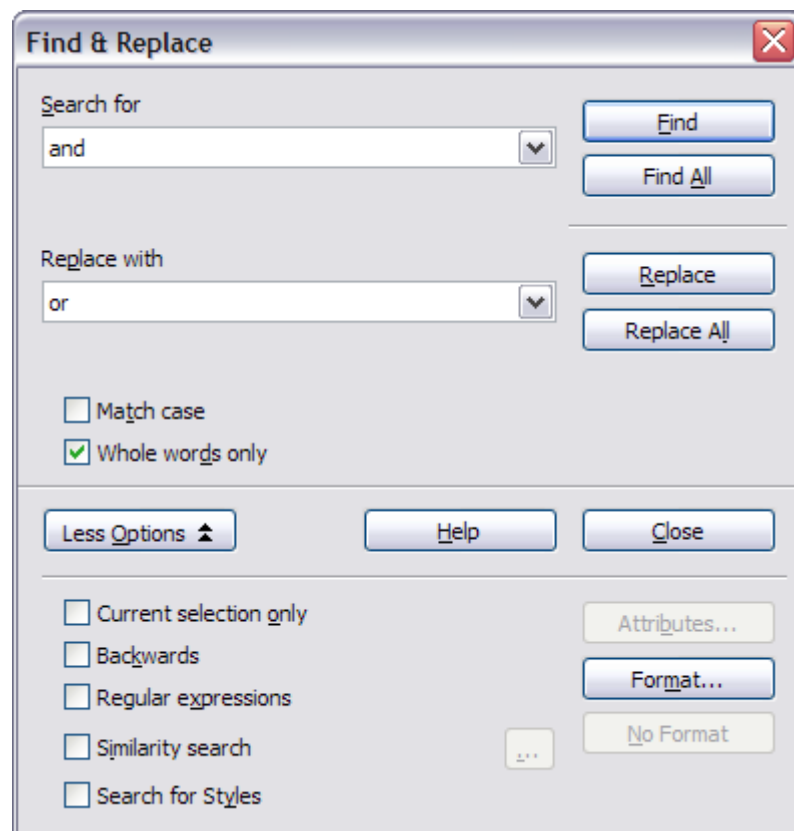 Find & Replace
Search for
and
Find
Find All
Replace with
or
Replace
Replace All
Match case
Whole words only
Less Options
Help
Close
Current selection only
Attributes...
Backwards
Format...
Regular expressions
Similarity search
...
No Format
Search for Styles